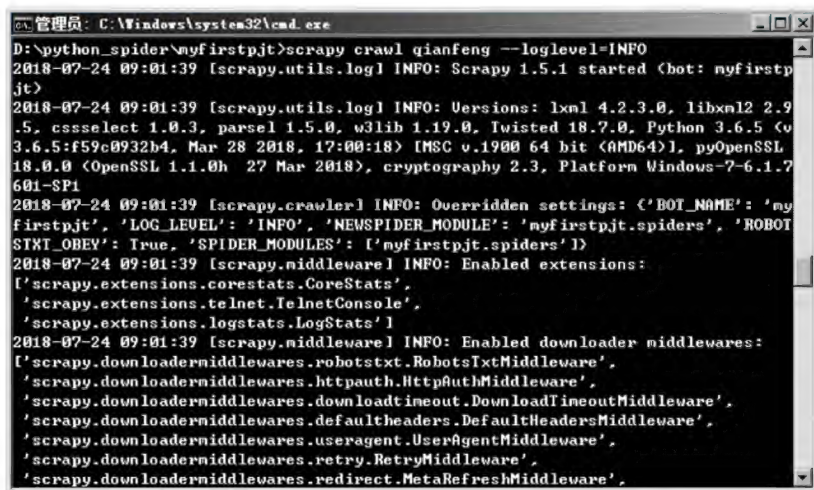 管理员: C:\Windows\system32\cmd.exe
D:\python_spider\myfirstpjt>scrapy crawl qianfeng --loglevel=INFO
2018-07-24 09:01:39 [scrapy.utils.log] INFO: Scrapy 1.5.1 started (bot: myfirstp
jt)
2018-07-24 09:01:39 [scrapy.utils.log] INFO: Versions: lxml 4.2.3.0, libxml2 2.9
.5, cssselect 1.0.3, parsel 1.5.0, w3lib 1.19.0, Twisted 18.7.0, Python 3.6.5 (v
3.6.5:f59c0932b4, Mar 28 2018, 17:00:18) [MSC v.1900 64 bit (AMD64)], pyOpenSSL
18.0.0 (OpenSSL 1.1.0h  27 Mar 2018), cryptography 2.3, Platform Windows-7-6.1.7
601-SP1
2018-07-24 09:01:39 [scrapy.crawler] INFO: Overridden settings: {'BOT_NAME': 'my
firstpjt', 'LOG_LEVEL': 'INFO', 'NEWSPIDER_MODULE': 'myfirstpjt.spiders', 'ROBOT
STXT_OBEY': True, 'SPIDER_MODULES': ['myfirstpjt.spiders']}
2018-07-24 09:01:39 [scrapy.middleware] INFO: Enabled extensions:
['scrapy.extensions.corestats.CoreStats',
 'scrapy.extensions.telnet.TelnetConsole',
 'scrapy.extensions.logstats.LogStats']
2018-07-24 09:01:39 [scrapy.middleware] INFO: Enabled downloader middlewares:
['scrapy.downloadermiddlewares.robotstxt.RobotsTxtMiddleware',
 'scrapy.downloadermiddlewares.httpauth.HttpAuthMiddleware',
 'scrapy.downloadermiddlewares.downloadtimeout.DownloadTimeoutMiddleware',
 'scrapy.downloadermiddlewares.defaultheaders.DefaultHeadersMiddleware',
 'scrapy.downloadermiddlewares.useragent.UserAgentMiddleware',
 'scrapy.downloadermiddlewares.retry.RetryMiddleware',
 'scrapy.downloadermiddlewares.redirect.MetaRefreshMiddleware',